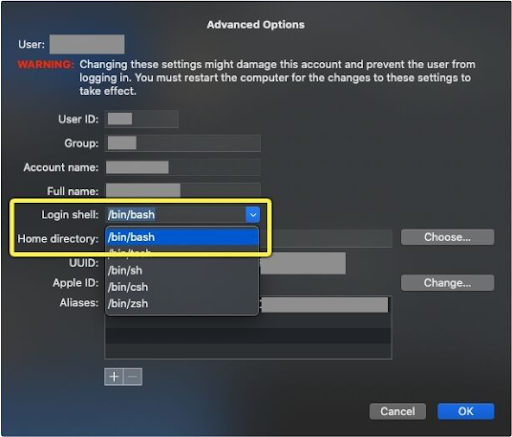 Advanced Options
User:
WARNING: Changing these settings might damage this account and prevent the user from
logging in. You must restart the computer for the changes to these settings to
take effect.
User ID:
Group:
Account name:
Full name:
Login shell: /bin/bash
Home directory: /bin/bash Choose...
UUID:
/bin/sh
Apple ID: /bin/csh Change...
Aliases: /bin/zsh
+ −
Cancel OK